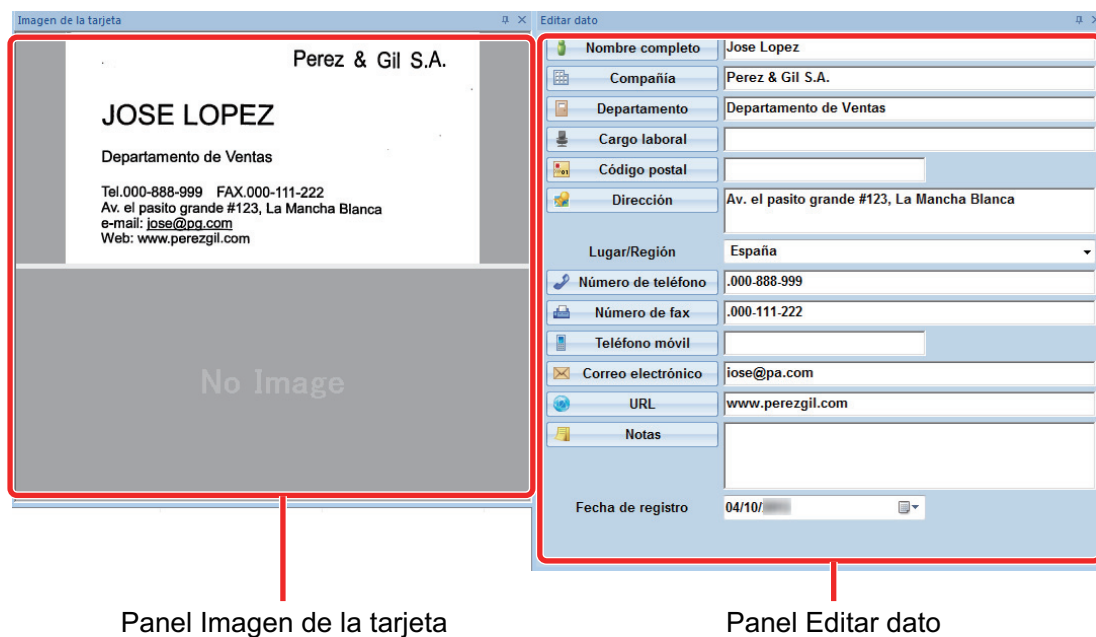 Imagen de la tarjeta
Perez & Gil S.A.
JOSE LOPEZ
Departamento de Ventas
Tel.000-888-999 FAX.000-111-222
Av. el pasito grande #123, La Mancha Blanca
e-mail: jose@pg.com
Web: www.perezgil.com
No Image
Editar dato
Nombre completo Jose Lopez
Compañía Perez & Gil S.A.
Departamento Departamento de Ventas
Cargo laboral
Código postal
Dirección Av. el pasito grande #123, La Mancha Blanca
Lugar/Región España
Número de teléfono .000-888-999
Número de fax .000-111-222
Teléfono móvil
Correo electrónico iose@pa.com
URL www.perezgil.com
Notas
Fecha de registro 04/10/
Panel Imagen de la tarjeta
Panel Editar dato